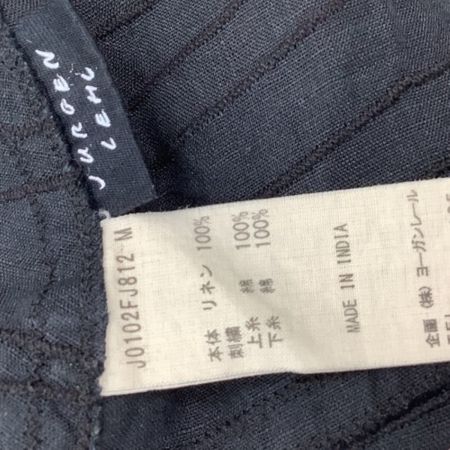 JURGEN
LEHL
J0102FJ812 M
本体 リネン 100%
刺繍
上糸 綿 100%
下糸 綿 100%
MADE IN INDIA
企画 (株) ヨーガンレール